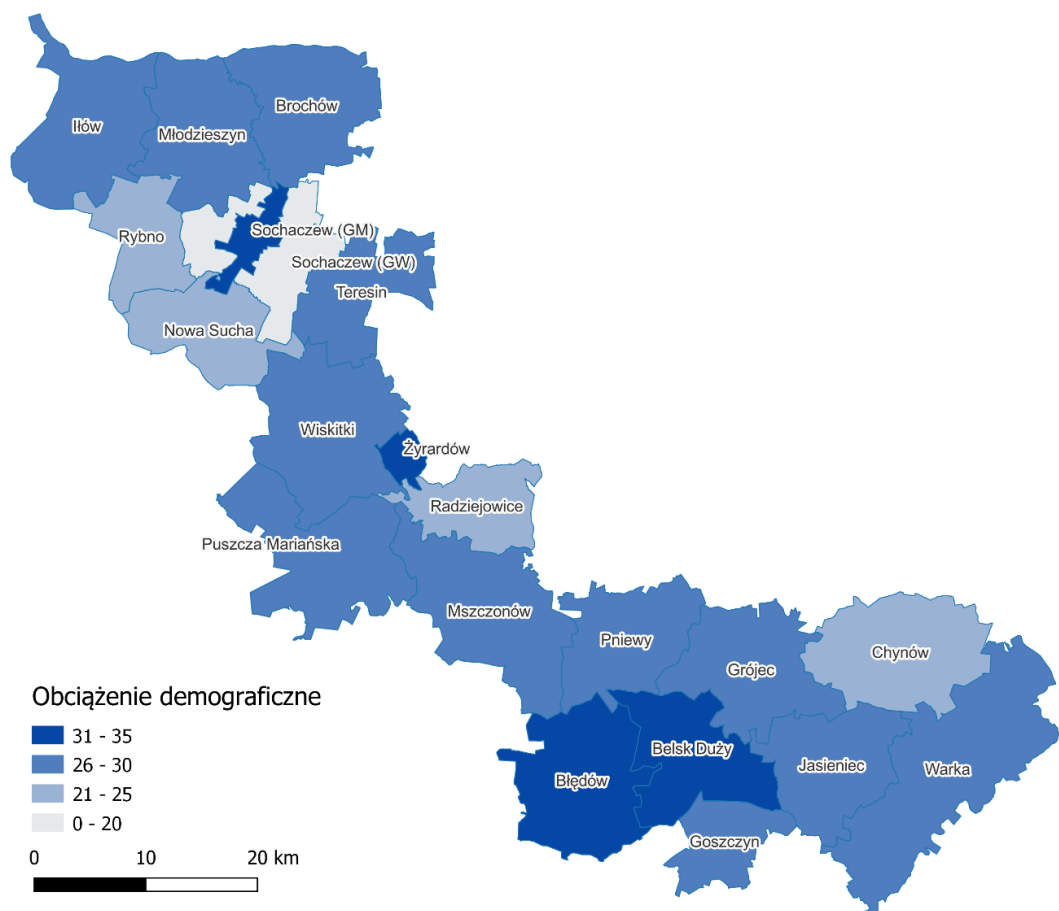 Brochów
Iłów
Młodzieszyn
Sochaczew (GM)
Rybno
Sochaczew (GW)
Teresin
Nowa Sucha
Wiskitki
Żyrardów
Radziejowice
Puszcza Mariańska
Mszczonów
Pniewy
Chynów
Grójec
Obciążenie demograficzne
31 - 35
26 - 30
21 - 25
0 - 20
Belsk Duży
Jasieniec
Warka
Błędów
Goszczyn
0 10 20 km